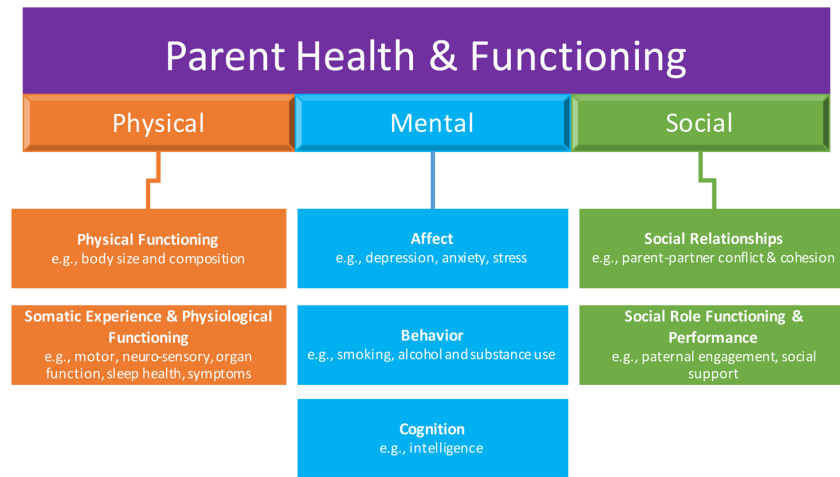 Parent Health & Functioning
Physical
Mental
Social
Physical Functioning
e.g., body size and composition
Somatic Experience & Physiological
Functioning
e.g., motor, neuro-sensory, organ
function, sleep health, symptoms
Affect
e.g., depression, anxiety, stress
Behavior
e.g., smoking, alcohol and substance use
Cognition
e.g., intelligence
Social Relationships
e.g., parent-partner conflict & cohesion
Social Role Functioning &
Performance
e.g., paternal engagement, social
support